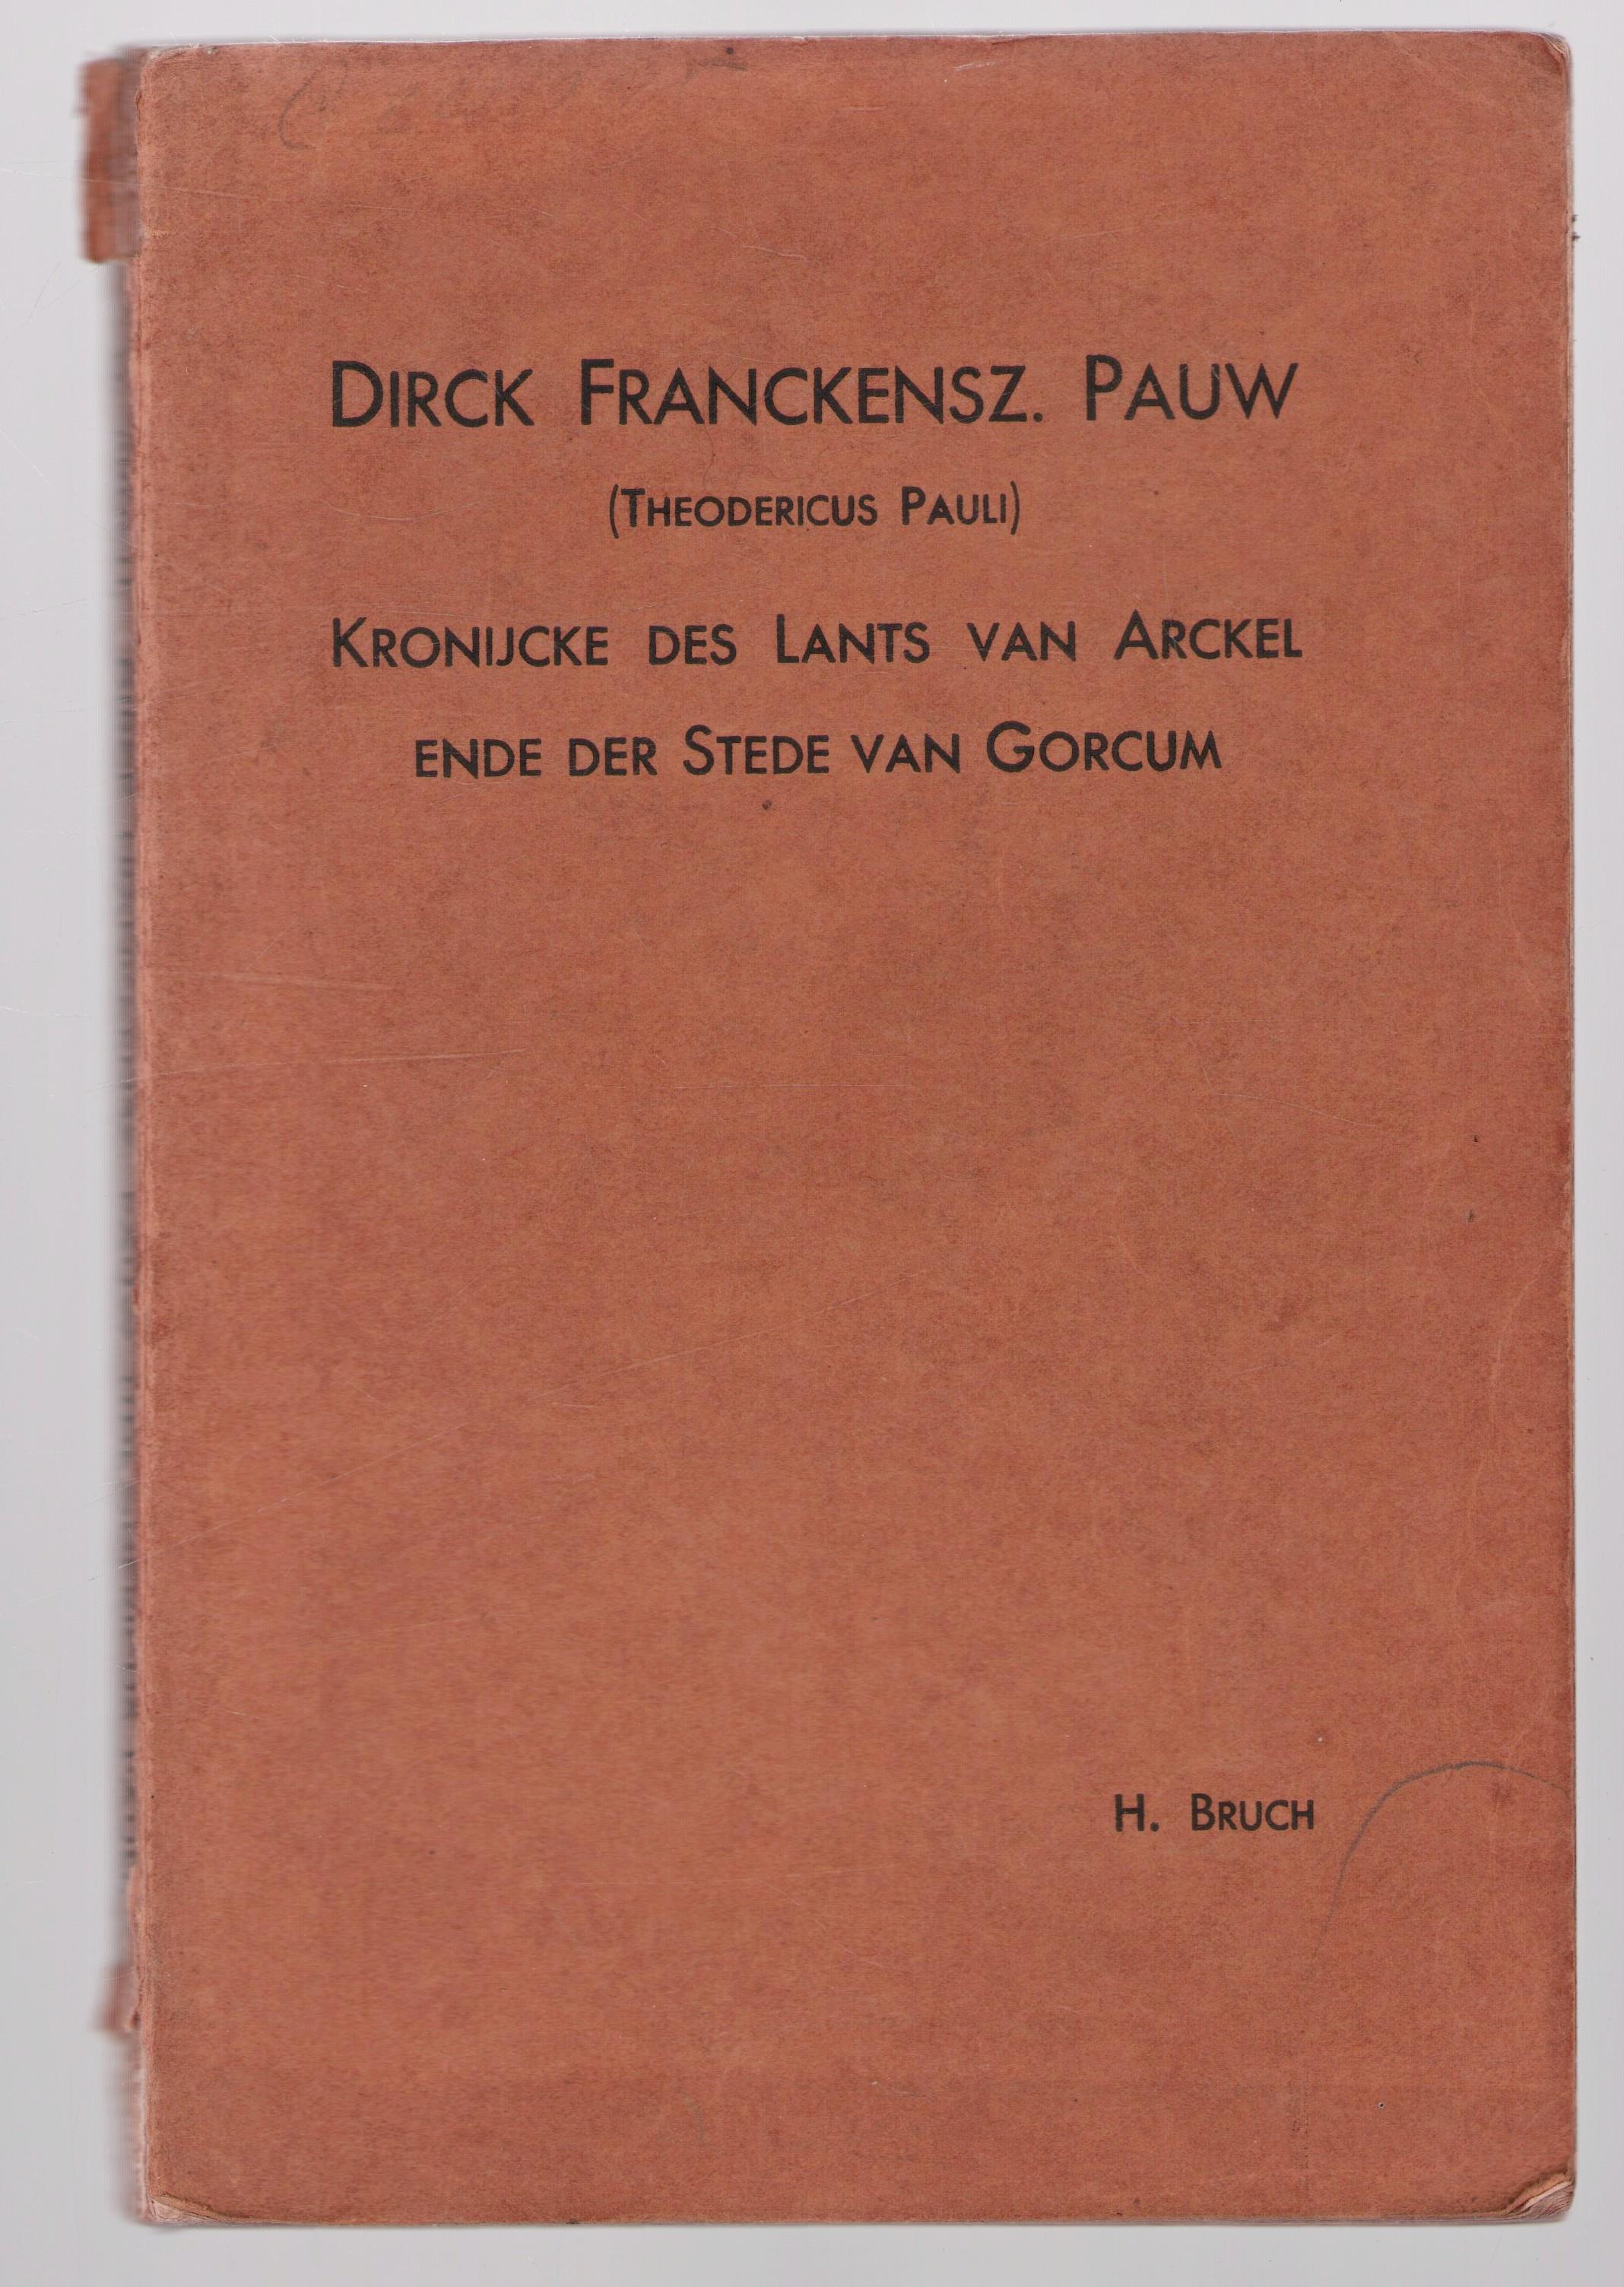 DIRCK FRANCKENSZ. PAUW
(THEODERICUS PAULI)
KRONIJCKE DES LANTS VAN ARCKEL
ENDE DER STEDE VAN GORCUM
H. BRUCH